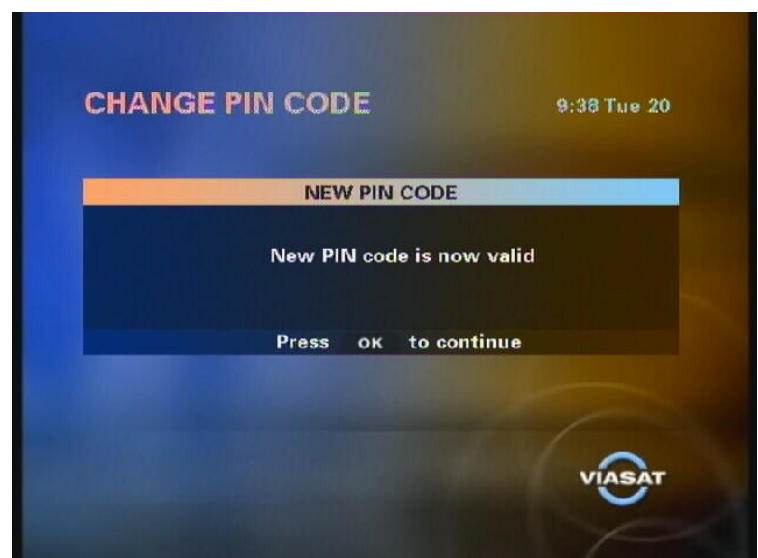 CHANGE PIN CODE
9:38 Tue 20
NEW PIN CODE
New PIN code is now valid
Press OK to continue
VIASAT